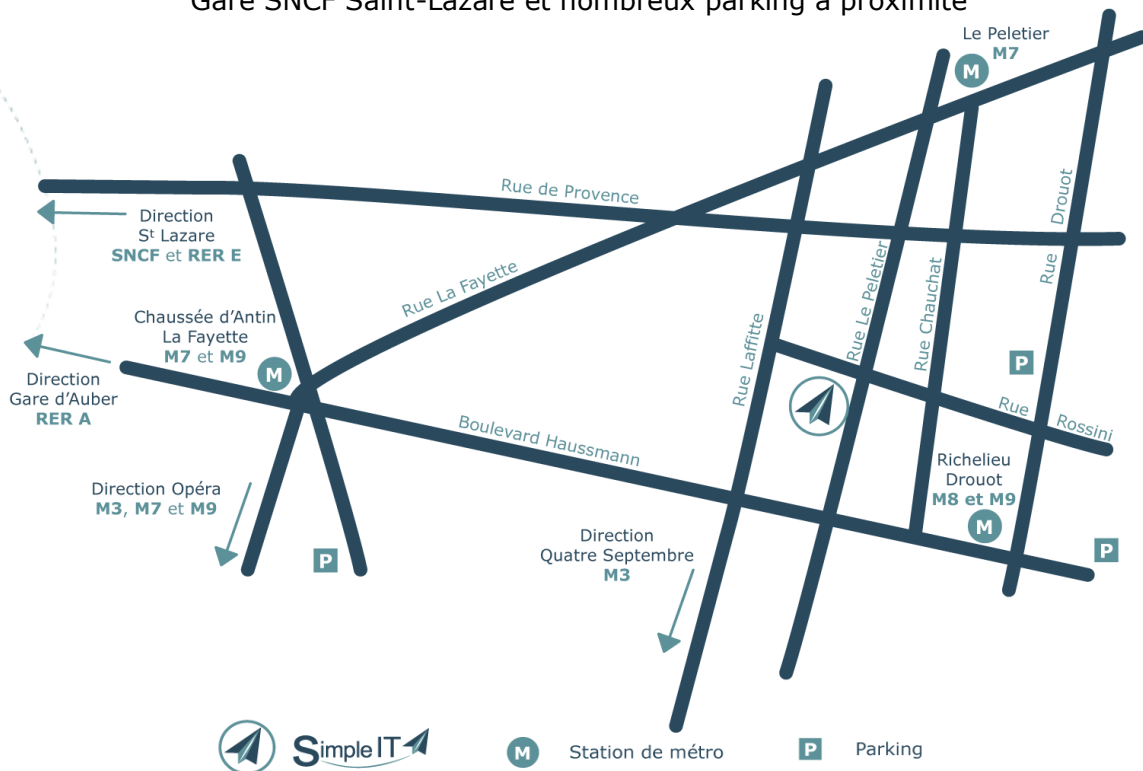 Gare SNCF Saint-Lazare et nombreux parking à proximité
Le Peletier
M7
M
Rue de Provence
Direction
St Lazare
SNCF et RER E
Rue La Fayette
Rue Drouot
Rue Le Peletier
Rue Chauchat
Chaussée d'Antin
La Fayette
M7 et M9
M
Rue Laffitte
P
Direction
Gare d'Auber
RER A
Rue Rossini
Boulevard Haussmann
Richelieu
Drouot
M8 et M9
M
Direction Opéra
M3, M7 et M9
P
Direction
Quatre Septembre
M3
P
Simple IT
M
Station de métro
P
Parking